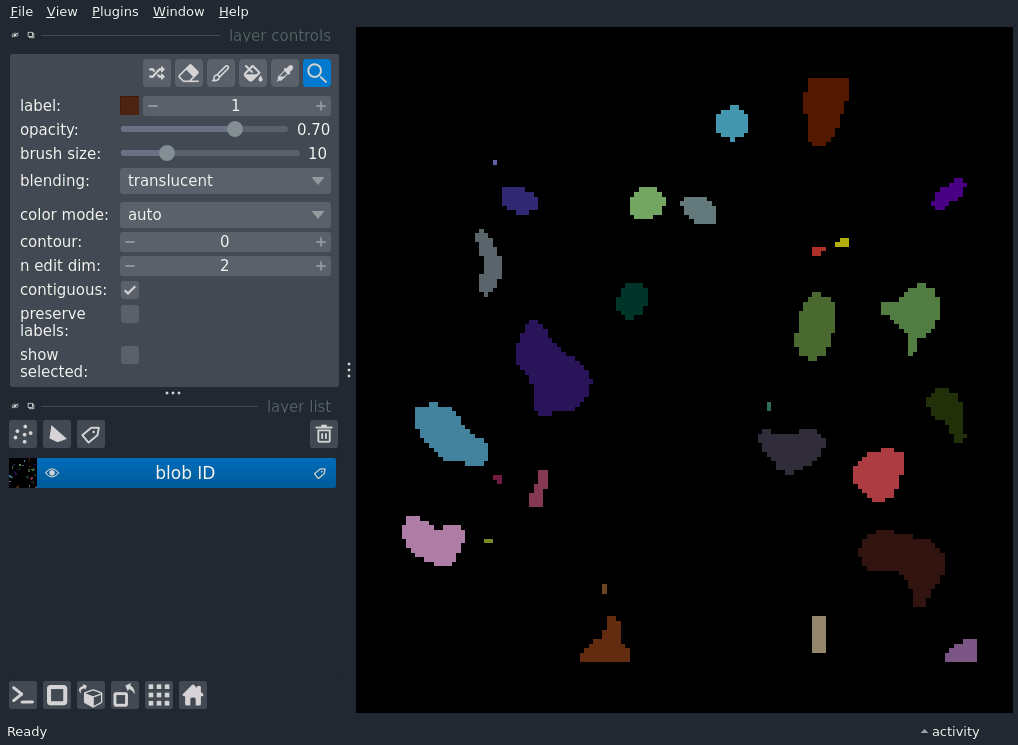 File View Plugins Window Help
layer controls
label: 1
opacity: 0.70
brush size: 10
blending: translucent
color mode: auto
contour: 0
n edit dim: 2
contiguous:
preserve
labels:
show
selected:
layer list
blob ID
Ready
activity